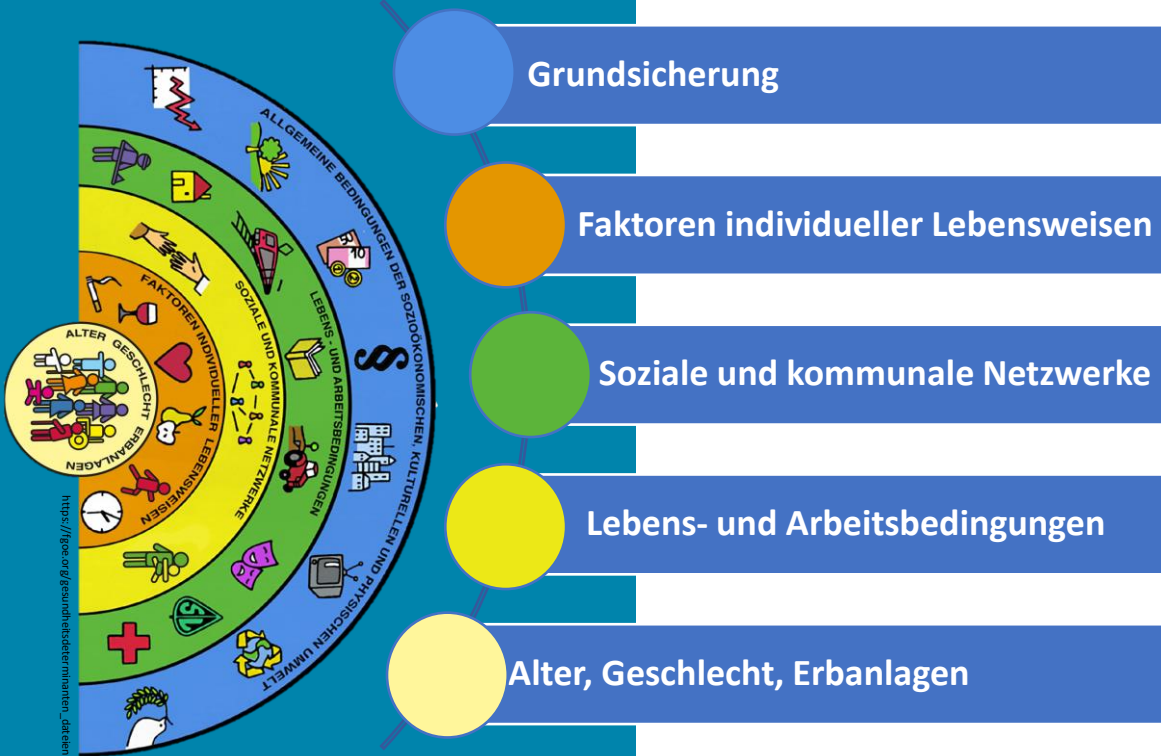 ALLGEMEINE BEDINGUNGEN DER SOZIOÖKONOMISCHEN, KULTURELLEN UND PHYSISCHEN UMWELT
LEBENS- UND ARBEITSBEDINGUNGEN
SOZIALE UND KOMMUNALE NETZWERKE
FAKTOREN INDIVIDUELLER LEBENSWEISEN
ALTER GESCHLECHT ERBANLAGEN
50
10
§
https://fgoe.org/gesundheitsdeterminanten_dateien
Grundsicherung
Faktoren individueller Lebensweisen
Soziale und kommunale Netzwerke
Lebens- und Arbeitsbedingungen
Alter, Geschlecht, Erbanlagen